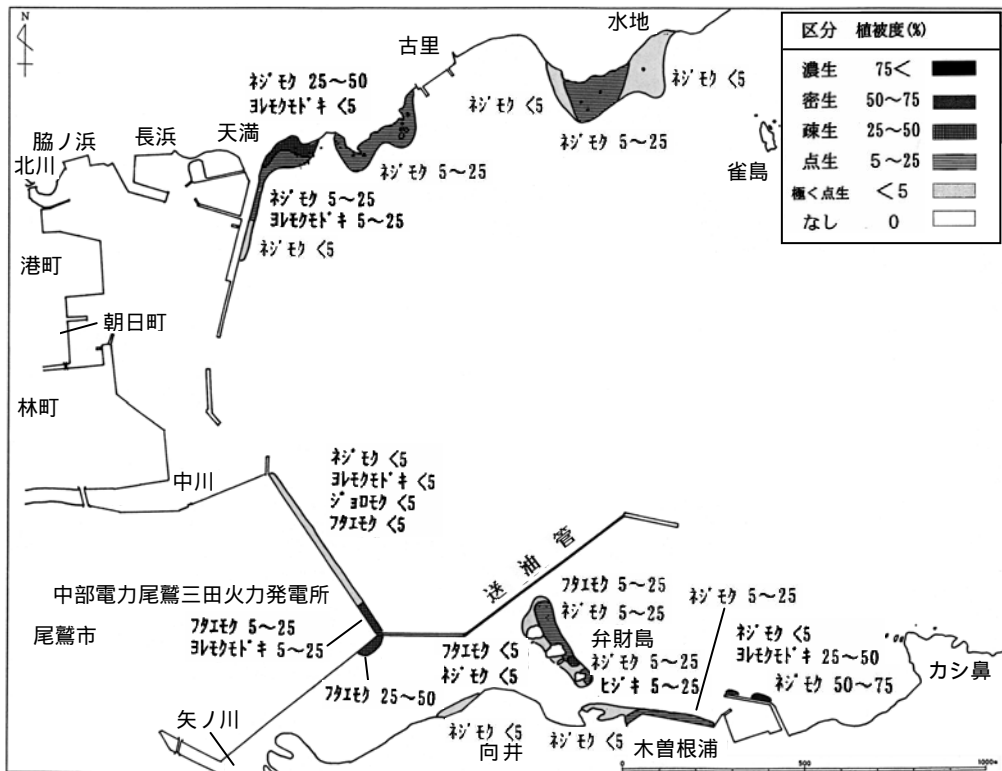 N
水地
古里
区分 植被度(%)
濃生 75<
密生 50〜75
疎生 25〜50
点生 5〜25
極く点生 <5
なし 0
ネジモク 25〜50
ヨレモクモドキ <5
ネジモク <5
ネジモク <5
雀島
脇ノ浜
長浜
天満
北川
ネジモク 5〜25
ネジモク 5〜25
ネジモク 5〜25
ヨレモクモドキ 5〜25
ネジモク <5
港町
朝日町
林町
中川
ネジモク <5
ヨレモクモドキ <5
ジョロモク <5
フタエモク <5
送油管
中部電力尾鷲三田火力発電所
尾鷲市
フタエモク 5〜25
ヨレモクモドキ 5〜25
フタエモク 5〜25
ネジモク 5〜25
ネジモク 5〜25
弁財島
フタエモク <5
ネジモク <5
ネジモク 5〜25
ヒジキ 5〜25
ネジモク <5
ヨレモクモドキ 25〜50
ネジモク 50〜75
カシ鼻
フタエモク 25〜50
矢ノ川
ネジモク <5
向井
ネジモク <5
木曽根浦
0 500 1000m